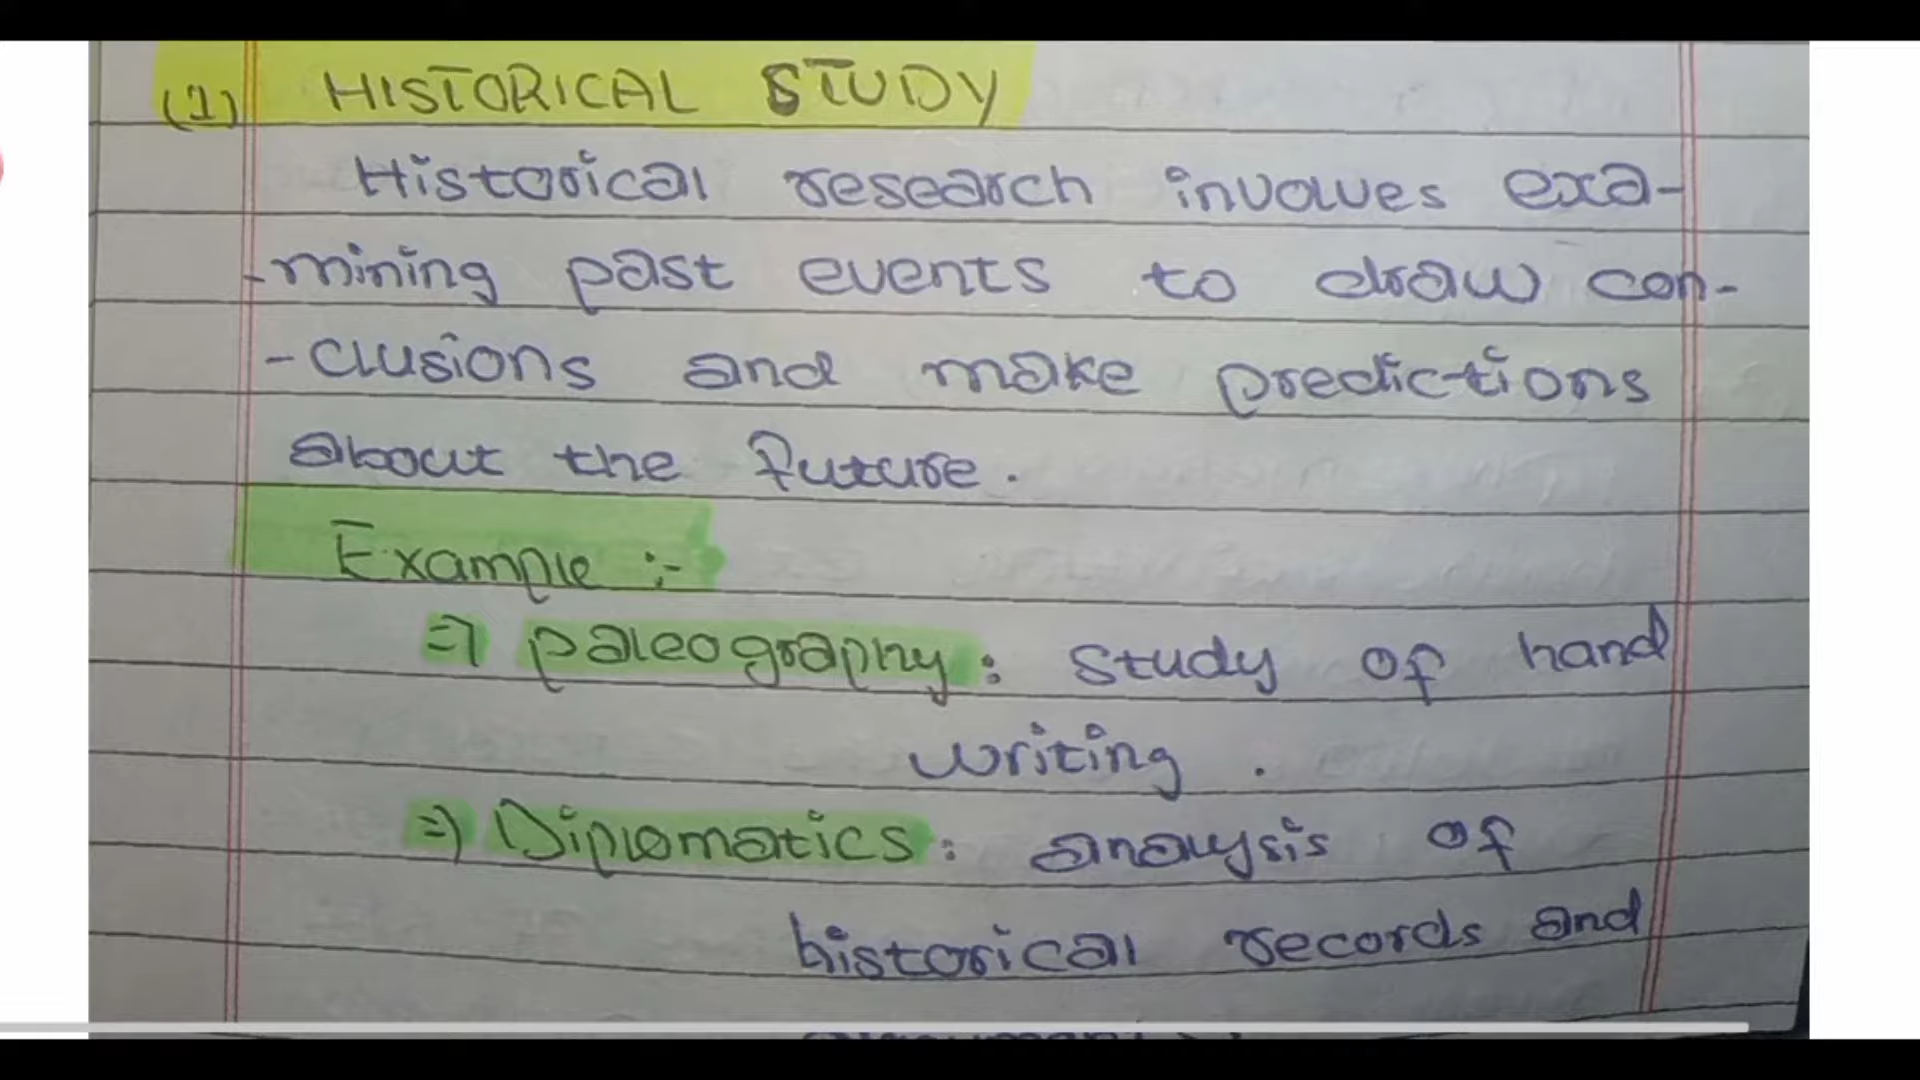 (1) HISTORICAL STUDY
Historical research involves exa-
-mining past events to draw con-
-clusions and make predictions
about the future.
Example :-
⇒ Paleography : Study of hand
writing .
⇒ Diplomatics : analysis of
historical records and